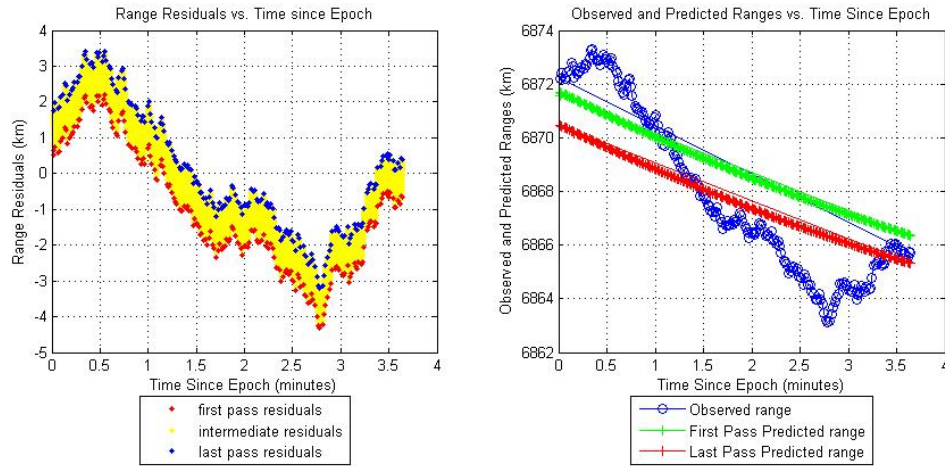 Range Residuals vs. Time since Epoch
Range Residuals (km)
4
3
2
1
0
-1
-2
-3
-4
-5
0 0.5 1 1.5 2 2.5 3 3.5 4
Time Since Epoch (minutes)
first pass residuals
intermediate residuals
last pass residuals
Observed and Predicted Ranges vs. Time Since Epoch
Observed and Predicted Ranges (km)
6874
6872
6870
6868
6866
6864
6862
0 0.5 1 1.5 2 2.5 3 3.5 4
Time Since Epoch (minutes)
Observed range
First Pass Predicted range
Last Pass Predicted range